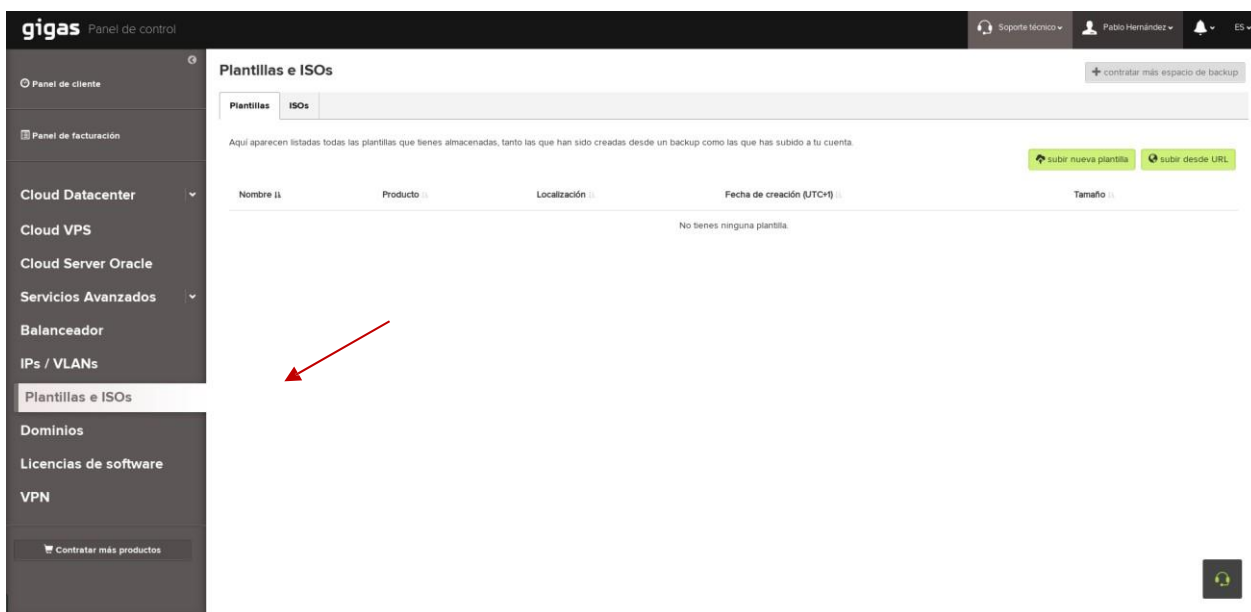 gigas Panel de control
Soporte técnico
Pablo Hernández
ES
Panel de cliente
Panel de facturación
Cloud Datacenter
Cloud VPS
Cloud Server Oracle
Servicios Avanzados
Balanceador
IPs / VLANs
Plantillas e ISOs
Dominios
Licencias de software
VPN
Contratar más productos
Plantillas e ISOs
contratar más espacio de backup
Plantillas ISOs
Aquí aparecen listadas todas las plantillas que tienes almacenadas, tanto las que han sido creadas desde un backup como las que has subido a tu cuenta.
subir nueva plantilla
subir desde URL
Nombre Producto Localización Fecha de creación (UTC+1) Tamaño
No tienes ninguna plantilla.